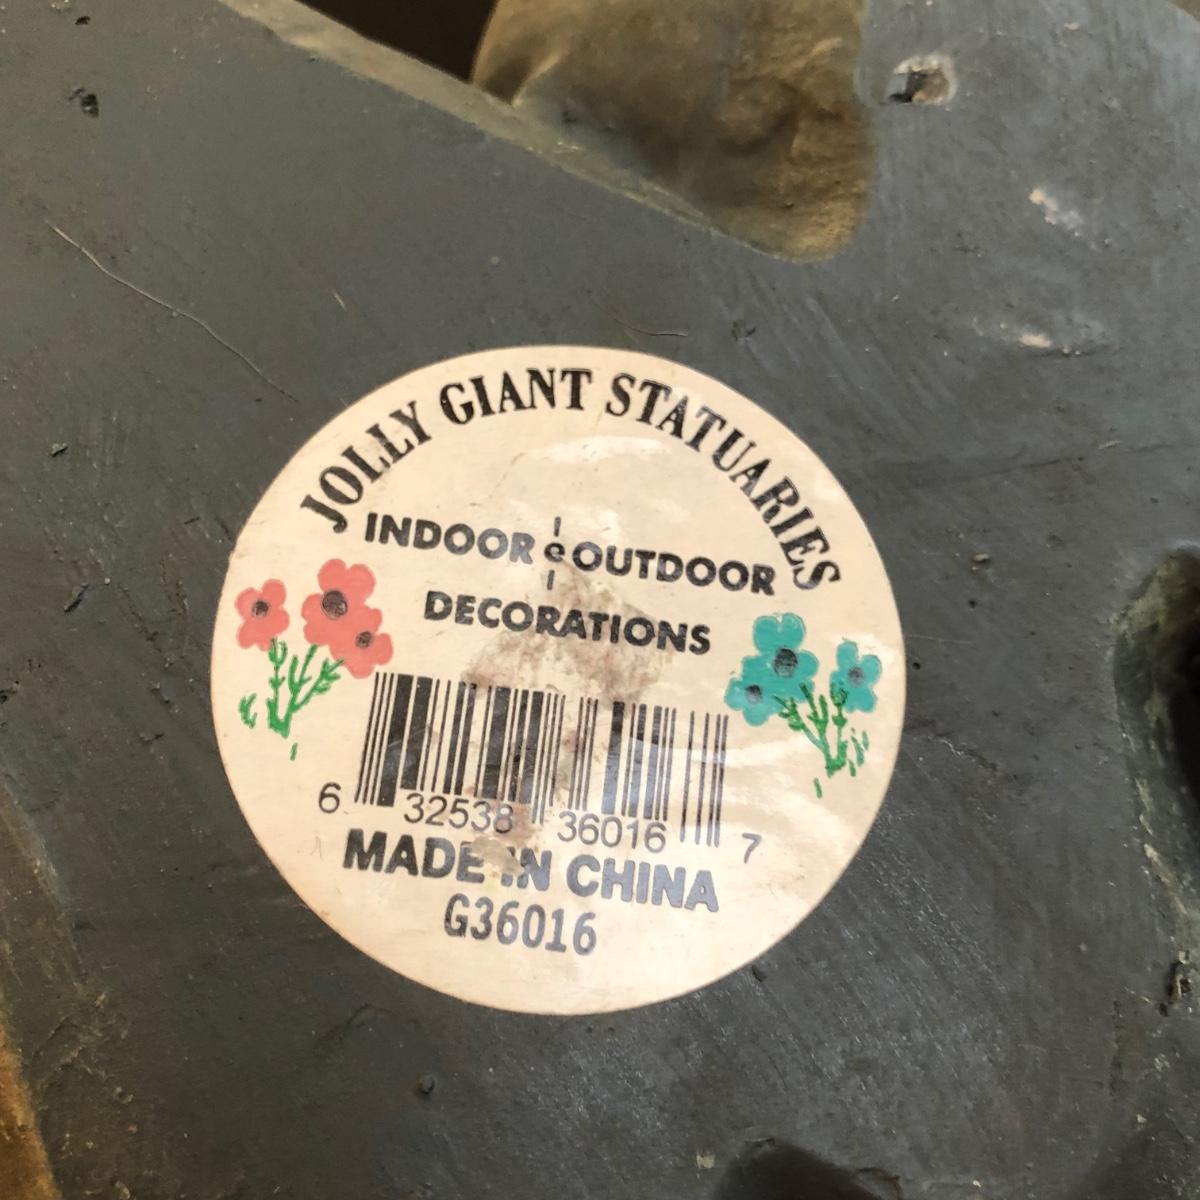 JOLLY GIANT STATUARIES
INDOOR e OUTDOOR
DECORATIONS
6 32538 36016 7
MADE IN CHINA
G36016